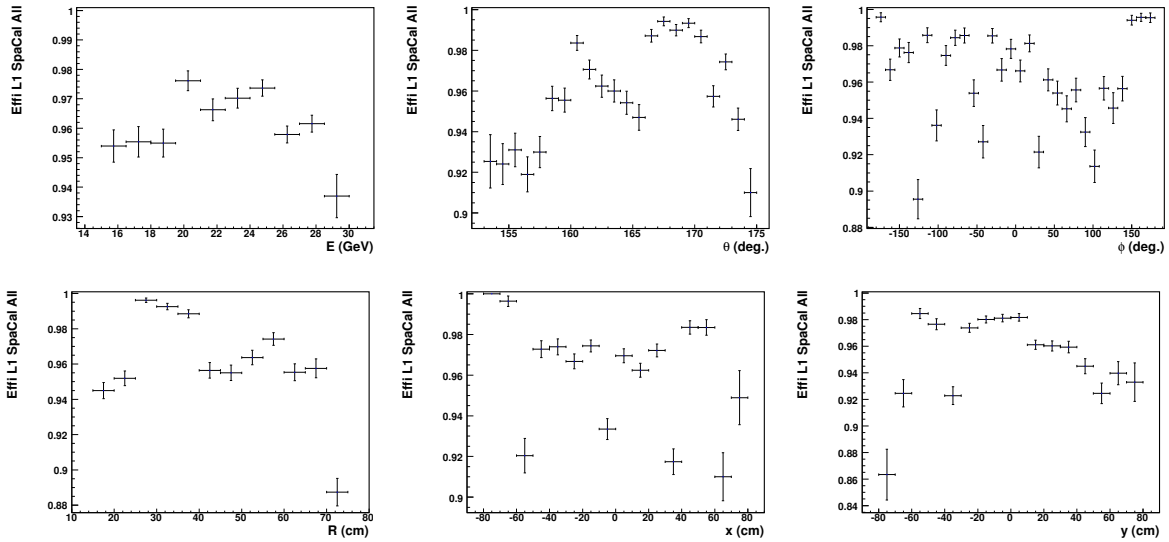 Effi L1 SpaCal All
1.01
1
0.99
0.98
0.97
0.96
0.95
0.94
0.93
14 16 18 20 22 24 26 28 30
E (GeV)
Effi L1 SpaCal All
1
0.98
0.96
0.94
0.92
0.9
155 160 165 170 175
θ (deg.)
Effi L1 SpaCal All
1
0.98
0.96
0.94
0.92
0.9
0.88
-150 -100 -50 0 50 100 150
ϕ (deg.)
Effi L1 SpaCal All
1
0.98
0.96
0.94
0.92
0.9
0.88
10 20 30 40 50 60 70 80
R (cm)
Effi L1 SpaCal All
1
0.98
0.96
0.94
0.92
0.9
-80 -60 -40 -20 0 20 40 60 80
x (cm)
Effi L1 SpaCal All
1
0.98
0.96
0.94
0.92
0.9
0.88
0.86
0.84
-80 -60 -40 -20 0 20 40 60 80
y (cm)